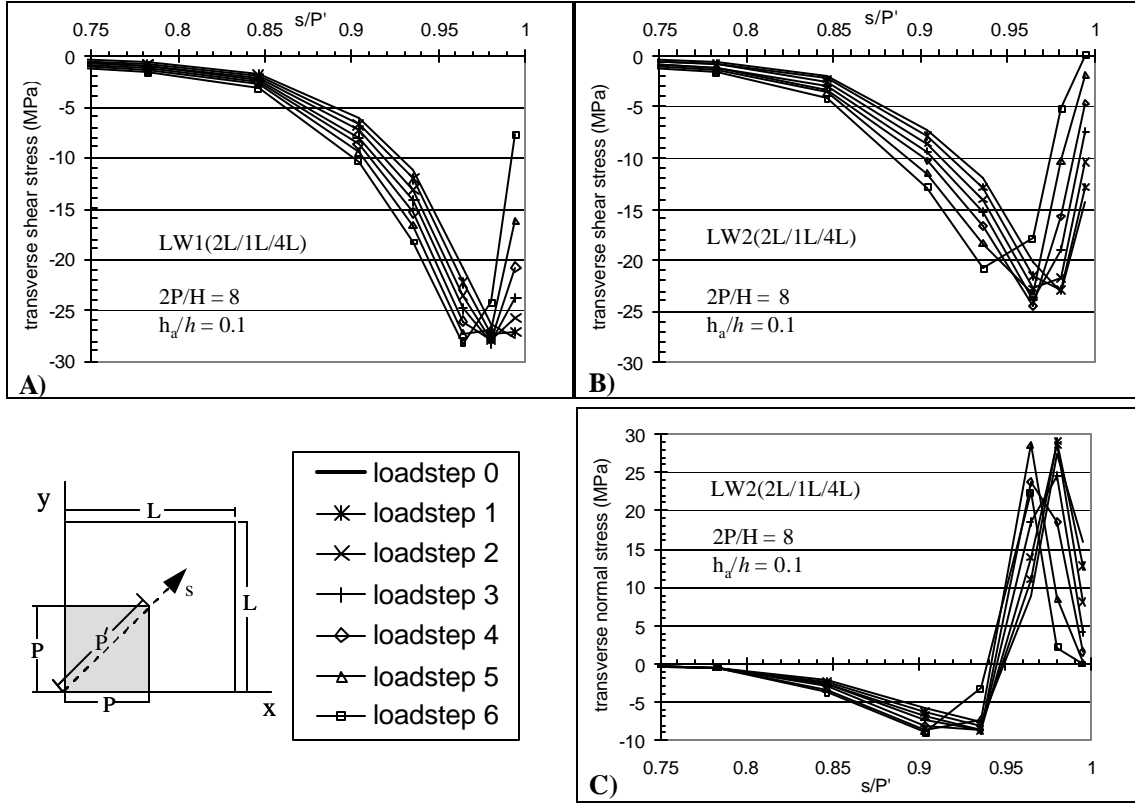 s/P'
0.75 0.8 0.85 0.9 0.95 1
0
-5
-10
-15
-20
-25
-30
transverse shear stress (MPa)
LW1(2L/1L/4L)
2P/H = 8
ha/h = 0.1
A)
s/P'
0.75 0.8 0.85 0.9 0.95 1
0
-5
-10
-15
-20
-25
-30
transverse shear stress (MPa)
LW2(2L/1L/4L)
2P/H = 8
ha/h = 0.1
B)
y
L
s
L
P
P'
P
x
loadstep 0
loadstep 1
loadstep 2
loadstep 3
loadstep 4
loadstep 5
loadstep 6
30
25
20
15
10
5
0
-5
-10
transverse normal stress (MPa)
LW2(2L/1L/4L)
2P/H = 8
ha/h = 0.1
0.75 0.8 0.85 0.9 0.95 1
s/P'
C)